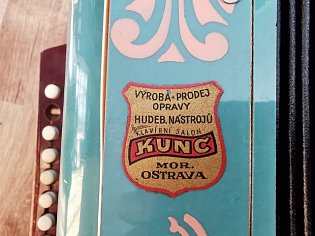 VÝROBA • PRODEJ
OPRAVY
HUDEB. NÁSTROJŮ
KLAVÍRNÍ SALON
KUNC
MOR.
OSTRAVA